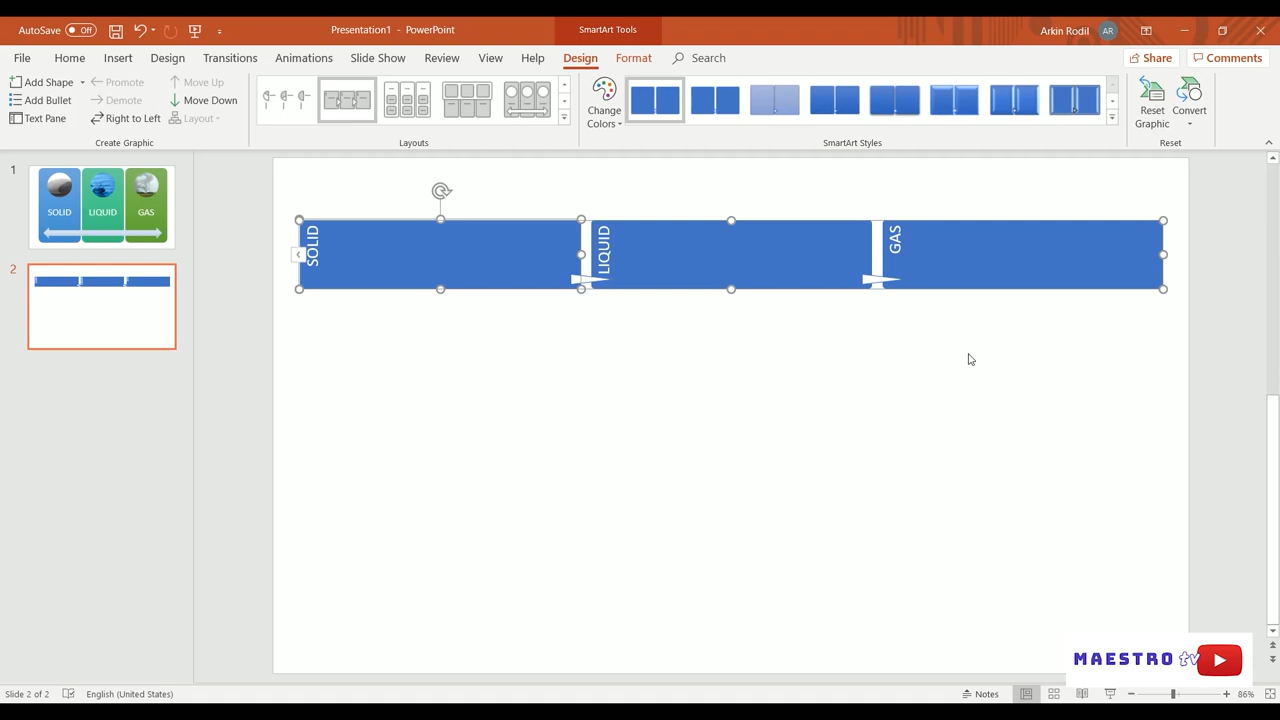 AutoSave Off
Presentation1 - PowerPoint
SmartArt Tools
Arkin Rodil AR
File Home Insert Design Transitions Animations Slide Show Review View Help Design Format Search Share Comments
Add Shape Promote Move Up
Add Bullet Demote Move Down
Text Pane Right to Left Layout
Create Graphic
Layouts
Change
Colors
SmartArt Styles
Reset
Graphic
Convert
Reset
1
SOLID LIQUID GAS
2
SOLID
LIQUID
GAS
MAESTRO tv
Slide 2 of 2 English (United States) Notes 86%